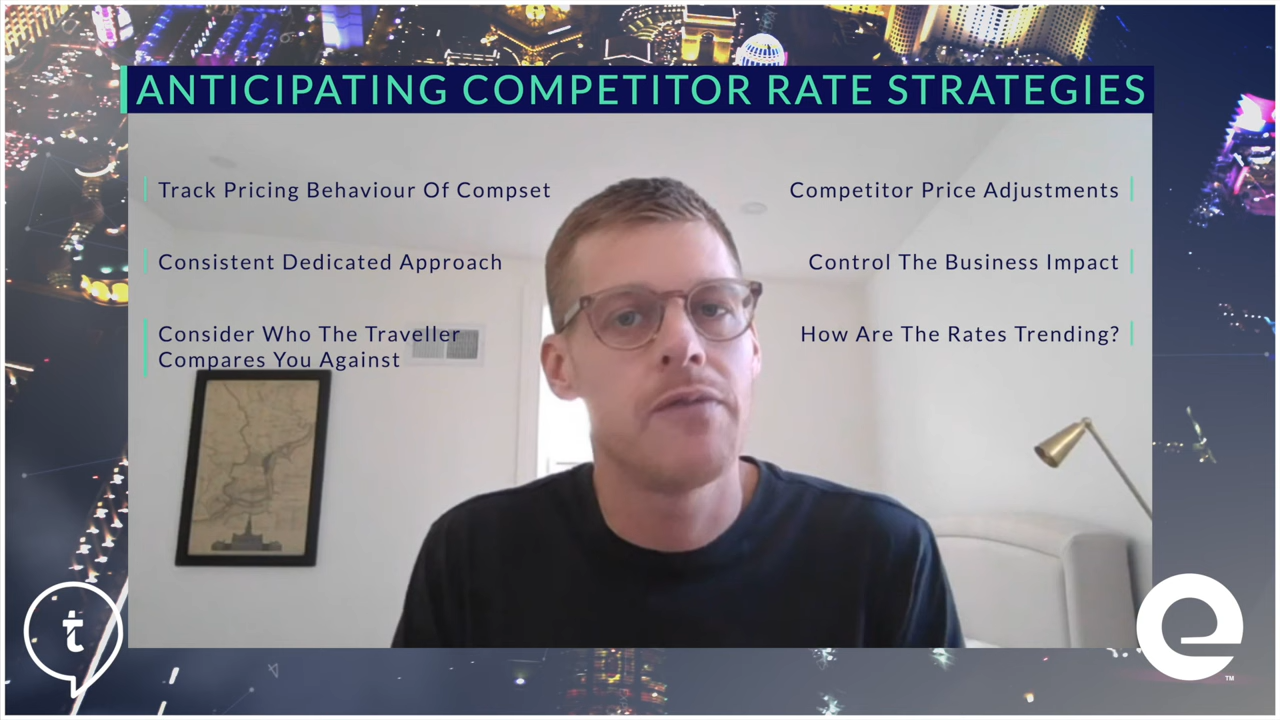 ANTICIPATING COMPETITOR RATE STRATEGIES
Track Pricing Behaviour Of Compset
Consistent Dedicated Approach
Consider Who The Traveller
Compares You Against
Competitor Price Adjustments
Control The Business Impact
How Are The Rates Trending?
t
e
TM